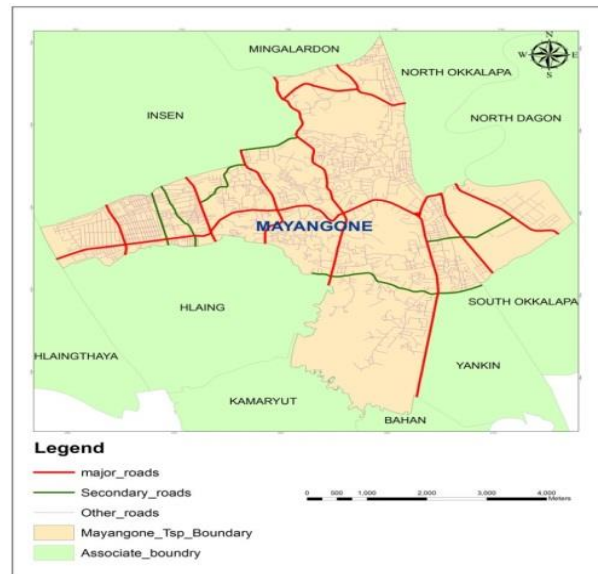 MINGALARDON
N
W E
S
NORTH OKKALAPA
INSEN
NORTH DAGON
MAYANGONE
HLAING
SOUTH OKKALAPA
HLAINGTHAYA
YANKIN
KAMARYUT
BAHAN
Legend
major_roads
Secondary_roads
Other_roads
Mayangone_Tsp_Boundary
Associate_boundry
0 500 1,000 2,000 3,000 4,000
Meters